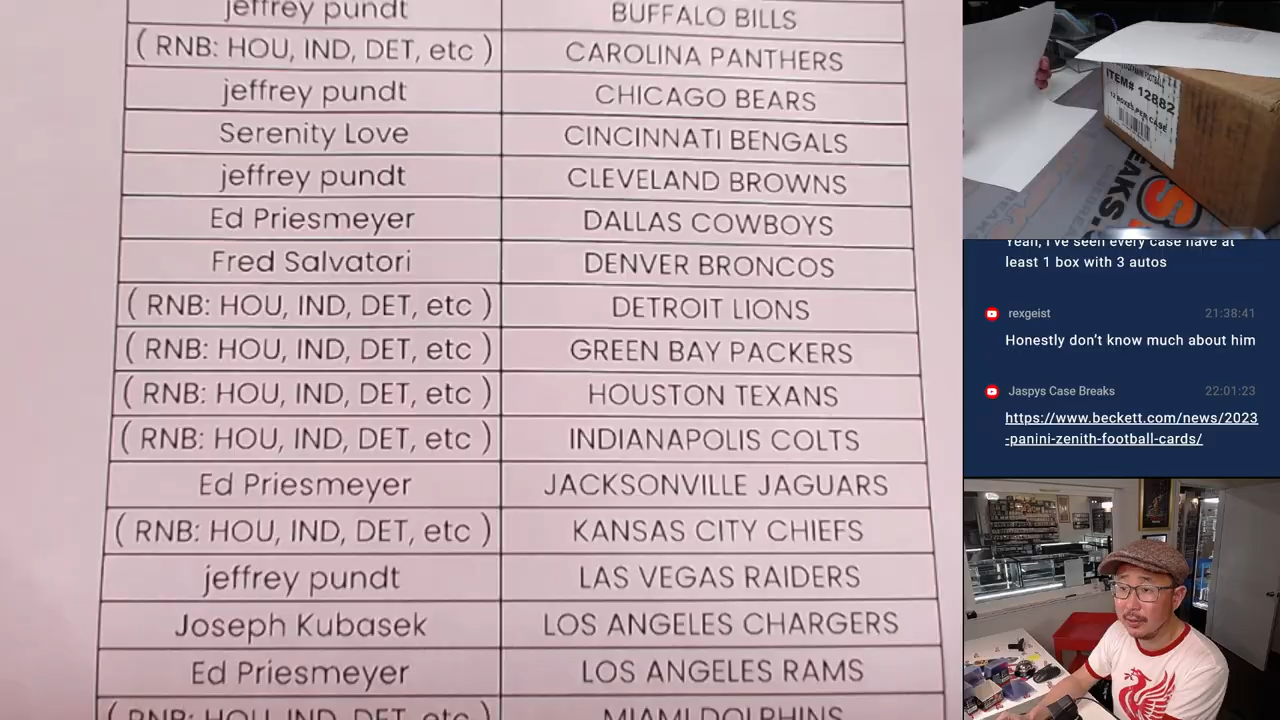 jeffrey pundt BUFFALO BILLS
( RNB: HOU, IND, DET, etc ) CAROLINA PANTHERS
jeffrey pundt CHICAGO BEARS
Serenity Love CINCINNATI BENGALS
jeffrey pundt CLEVELAND BROWNS
Ed Priesmeyer DALLAS COWBOYS
Fred Salvatori DENVER BRONCOS
( RNB: HOU, IND, DET, etc ) DETROIT LIONS
( RNB: HOU, IND, DET, etc ) GREEN BAY PACKERS
( RNB: HOU, IND, DET, etc ) HOUSTON TEXANS
( RNB: HOU, IND, DET, etc ) INDIANAPOLIS COLTS
Ed Priesmeyer JACKSONVILLE JAGUARS
( RNB: HOU, IND, DET, etc ) KANSAS CITY CHIEFS
jeffrey pundt LAS VEGAS RAIDERS
Joseph Kubasek LOS ANGELES CHARGERS
Ed Priesmeyer LOS ANGELES RAMS
( RNB: HOU, IND, DET, etc ) MIAMI DOLPHINS
ITEM# 12882
12 BOXES PER CASE
Yeah, I've seen every case have at
least 1 box with 3 autos
rexgeist 21:38:41
Honestly don't know much about him
Jaspys Case Breaks 22:01:23
https://www.beckett.com/news/2023
-panini-zenith-football-cards/